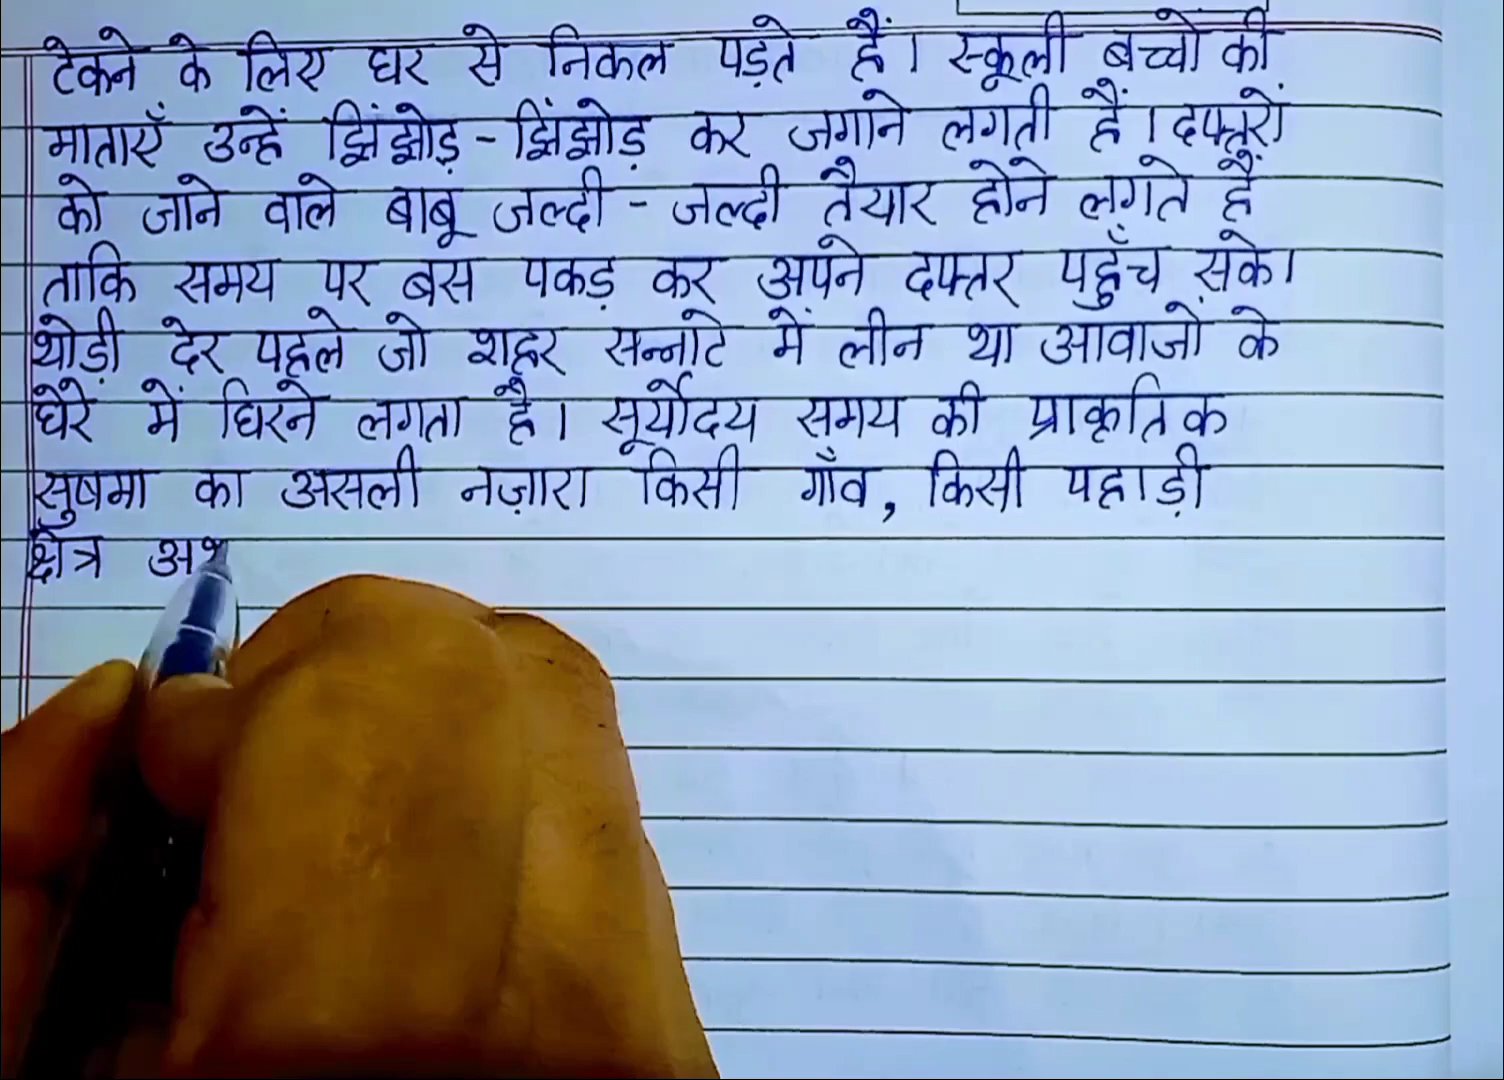 टेकने के लिए घर से निकल पड़ते हैं। स्कूली बच्चों की
माताएँ उन्हें झिंझोड़ - झिंझोड़ कर जगाने लगती हैं। दफ्तरों
को जाने वाले बाबू जल्दी - जल्दी तैयार होने लगते हैं
ताकि समय पर बस पकड़ कर अपने दफ्तर पहुँच सकें।
थोड़ी देर पहले जो शहर सन्नाटे में लीन था आवाजों के
घेरे में घिरने लगता है। सूर्योदय समय की प्राकृतिक
सुषमा का असली नज़ारा किसी गाँव, किसी पहाड़ी
क्षेत्र